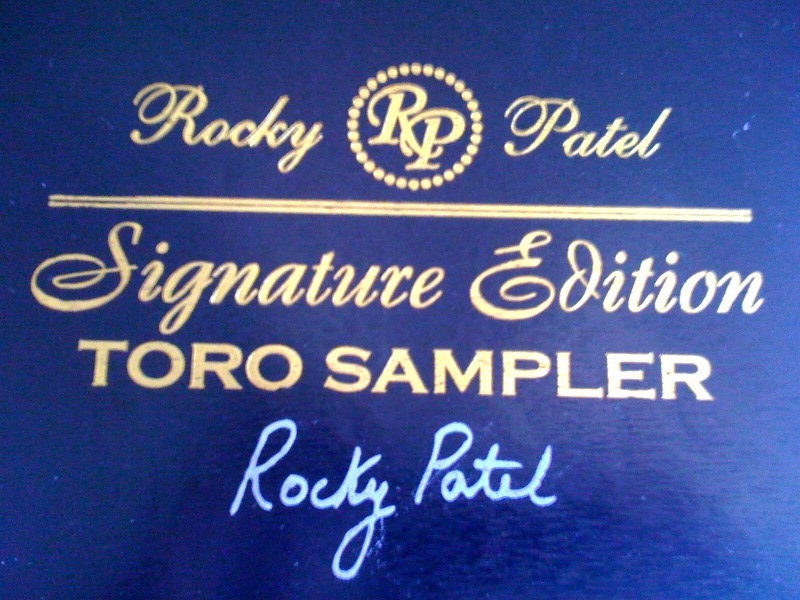 Rocky RP Patel
Signature Edition
TORO SAMPLER
Rocky Patel